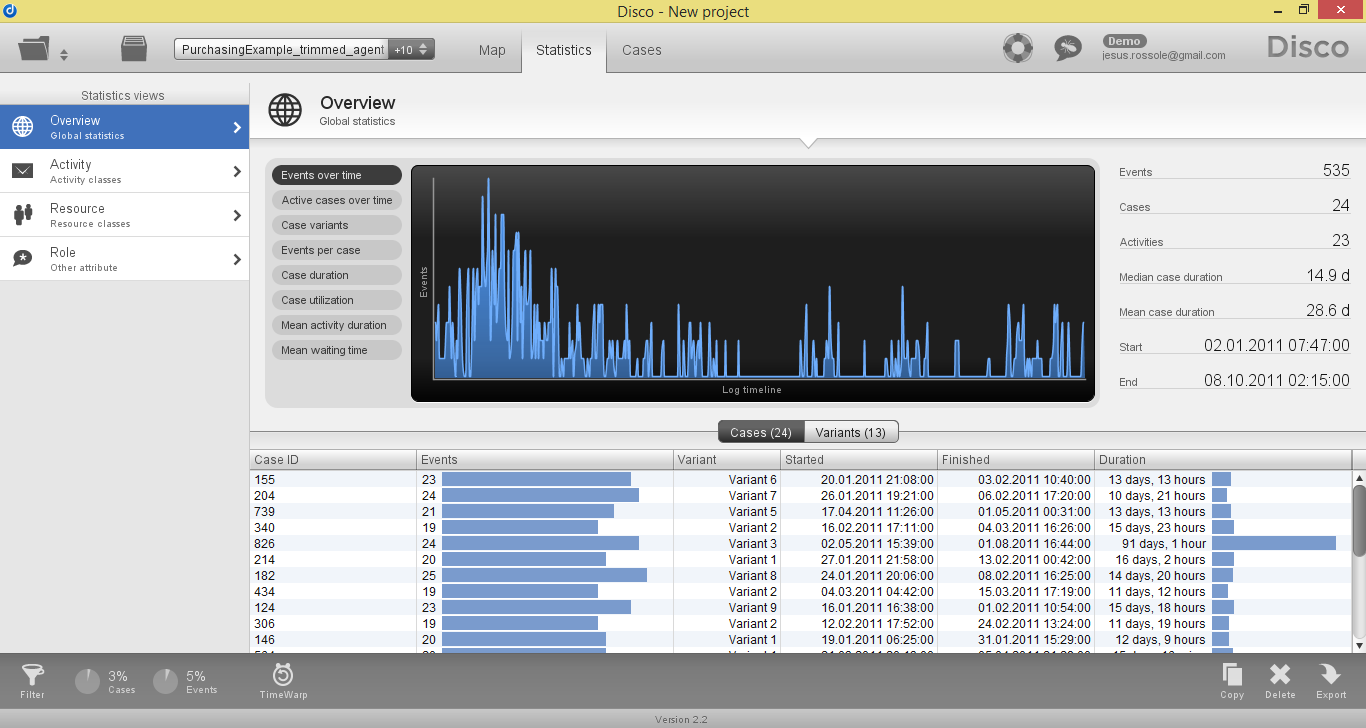 Disco - New project
PurchasingExample_trimmed_agent +10 Map Statistics Cases Demo Disco
jesus.rossole@gmail.com
Statistics views
Overview
Global statistics
Activity
Activity classes
Resource
Resource classes
Role
Other attribute
Overview
Global statistics
Events over time
Active cases over time
Case variants
Events per case
Case duration
Case utilization
Mean activity duration
Mean waiting time
Events
Log timeline
Events 535
Cases 24
Activities 23
Median case duration 14.9 d
Mean case duration 28.6 d
Start 02.01.2011 07:47:00
End 08.10.2011 02:15:00
Cases (24) Variants (13)
Case ID Events Variant Started Finished Duration
155 23 Variant 6 20.01.2011 21:08:00 03.02.2011 10:40:00 13 days, 13 hours
204 24 Variant 7 26.01.2011 19:21:00 06.02.2011 17:20:00 10 days, 21 hours
739 21 Variant 5 17.04.2011 11:26:00 01.05.2011 00:31:00 13 days, 13 hours
340 19 Variant 2 16.02.2011 17:11:00 04.03.2011 16:26:00 15 days, 23 hours
826 24 Variant 3 02.05.2011 15:39:00 01.08.2011 16:44:00 91 days, 1 hour
214 20 Variant 1 27.01.2011 21:58:00 13.02.2011 00:42:00 16 days, 2 hours
182 25 Variant 8 24.01.2011 20:06:00 08.02.2011 16:25:00 14 days, 20 hours
434 19 Variant 2 04.03.2011 04:42:00 15.03.2011 17:19:00 11 days, 12 hours
124 23 Variant 9 16.01.2011 16:38:00 01.02.2011 10:54:00 15 days, 18 hours
306 19 Variant 2 12.02.2011 17:52:00 24.02.2011 13:24:00 11 days, 19 hours
146 20 Variant 1 19.01.2011 06:25:00 31.01.2011 15:29:00 12 days, 9 hours
Filter
3%
Cases
5%
Events
TimeWarp
Copy Delete Export
Version 2.2